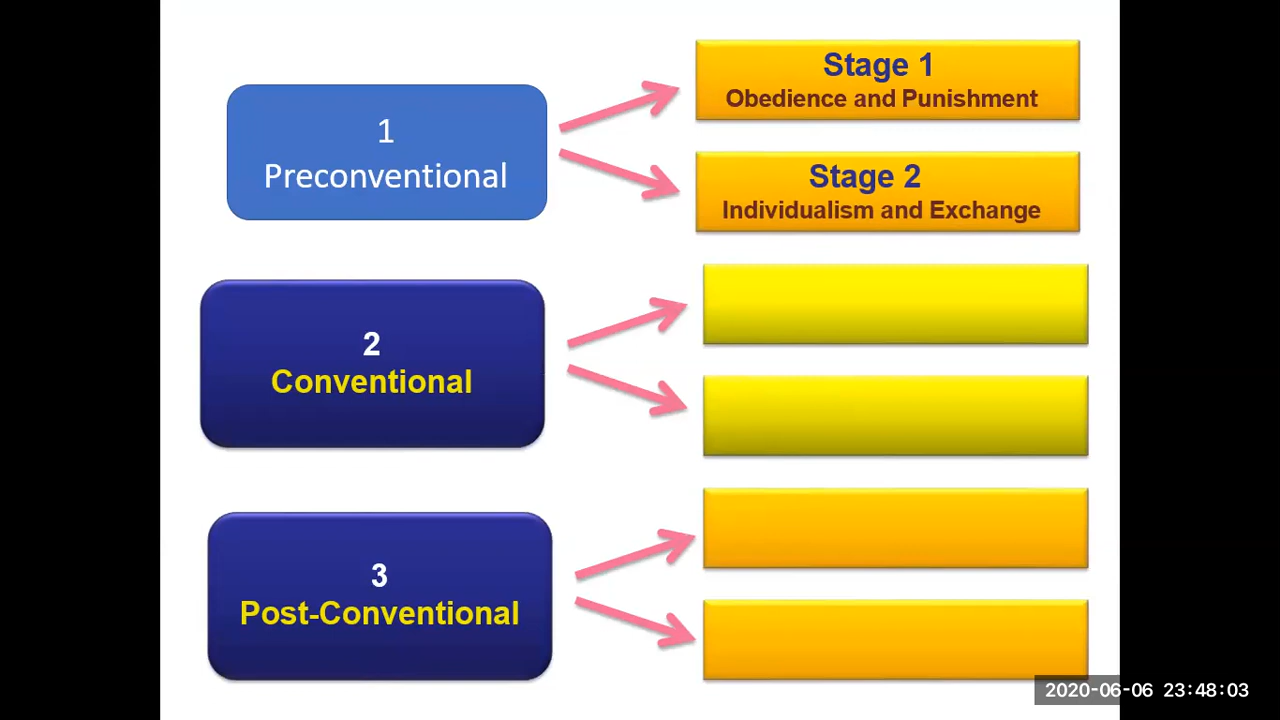 1
Preconventional
Stage 1
Obedience and Punishment
Stage 2
Individualism and Exchange
2
Conventional
3
Post-Conventional
2020-06-06 23:48:03